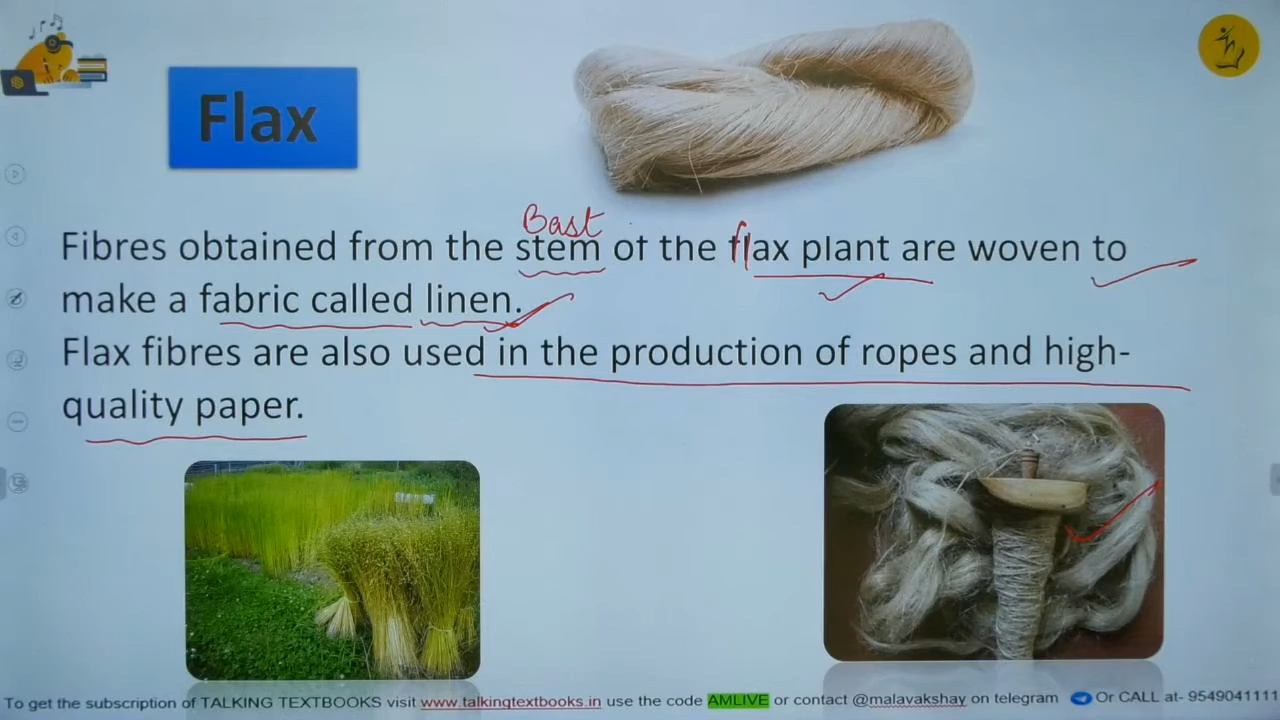 Flax
Bast
Fibres obtained from the stem of the flax plant are woven to
make a fabric called linen.
Flax fibres are also used in the production of ropes and high-
quality paper.
To get the subscription of TALKING TEXTBOOKS visit www.talkingtextbooks.in use the code AMLIVE or contact @malavakshay on telegram Or CALL at- 9549041111